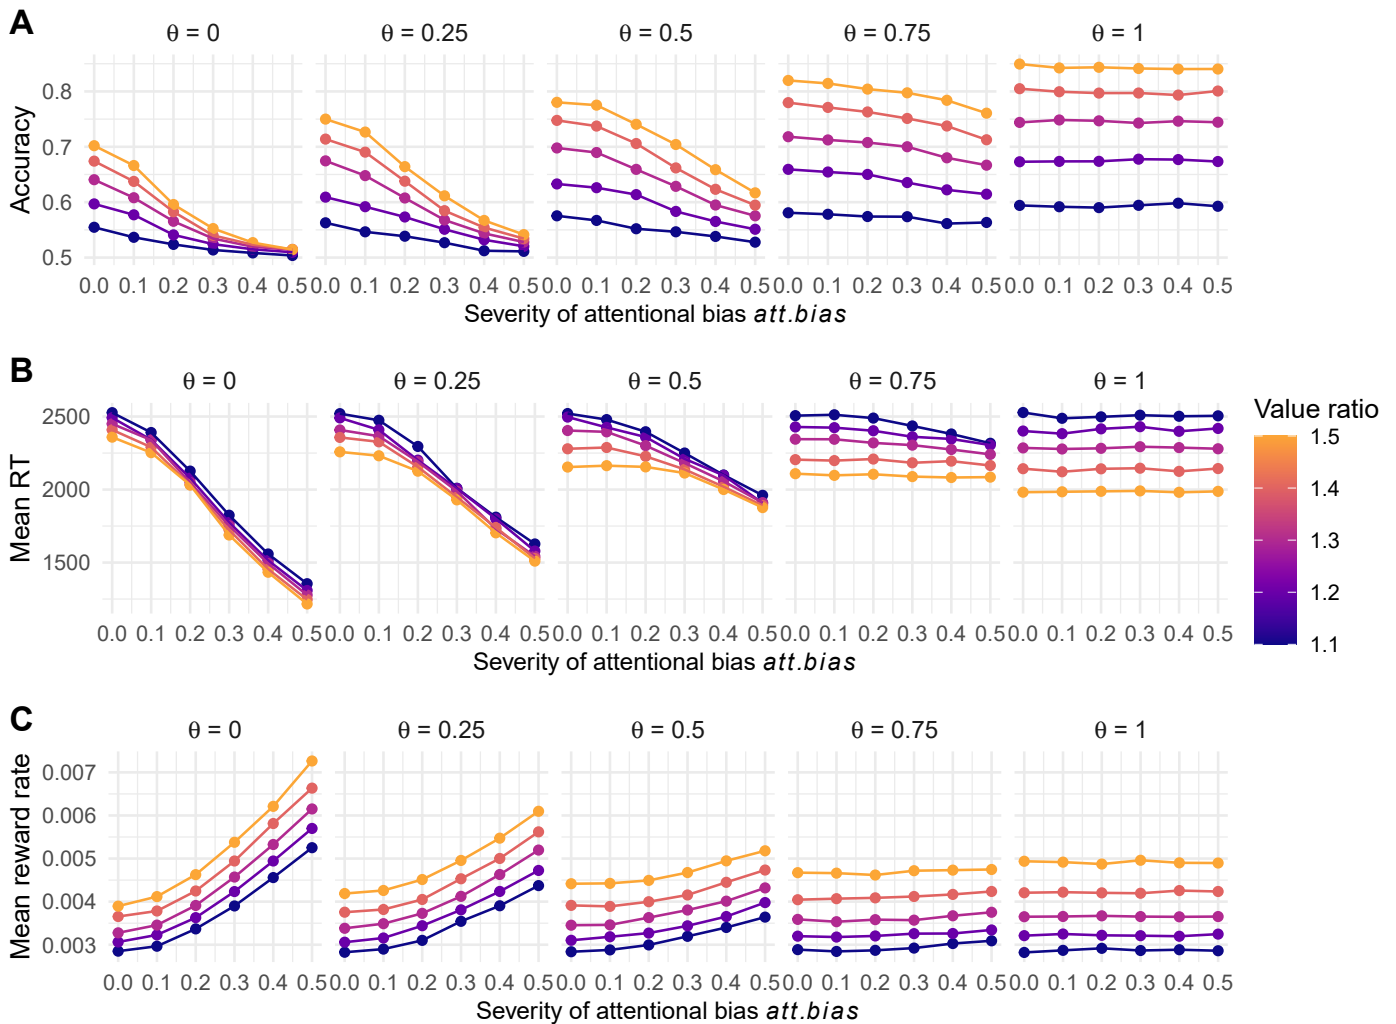 A
θ = 0 θ = 0.25 θ = 0.5 θ = 0.75 θ = 1
Accuracy
0.8
0.7
0.6
0.5
0.0 0.1 0.2 0.3 0.4 0.5 0.0 0.1 0.2 0.3 0.4 0.5 0.0 0.1 0.2 0.3 0.4 0.5 0.0 0.1 0.2 0.3 0.4 0.5 0.0 0.1 0.2 0.3 0.4 0.5
Severity of attentional bias att.bias
B
θ = 0 θ = 0.25 θ = 0.5 θ = 0.75 θ = 1
Mean RT
2500
2000
1500
0.0 0.1 0.2 0.3 0.4 0.5 0.0 0.1 0.2 0.3 0.4 0.5 0.0 0.1 0.2 0.3 0.4 0.5 0.0 0.1 0.2 0.3 0.4 0.5 0.0 0.1 0.2 0.3 0.4 0.5
Severity of attentional bias att.bias
Value ratio
1.5
1.4
1.3
1.2
1.1
C
θ = 0 θ = 0.25 θ = 0.5 θ = 0.75 θ = 1
Mean reward rate
0.007
0.006
0.005
0.004
0.003
0.0 0.1 0.2 0.3 0.4 0.5 0.0 0.1 0.2 0.3 0.4 0.5 0.0 0.1 0.2 0.3 0.4 0.5 0.0 0.1 0.2 0.3 0.4 0.5 0.0 0.1 0.2 0.3 0.4 0.5
Severity of attentional bias att.bias